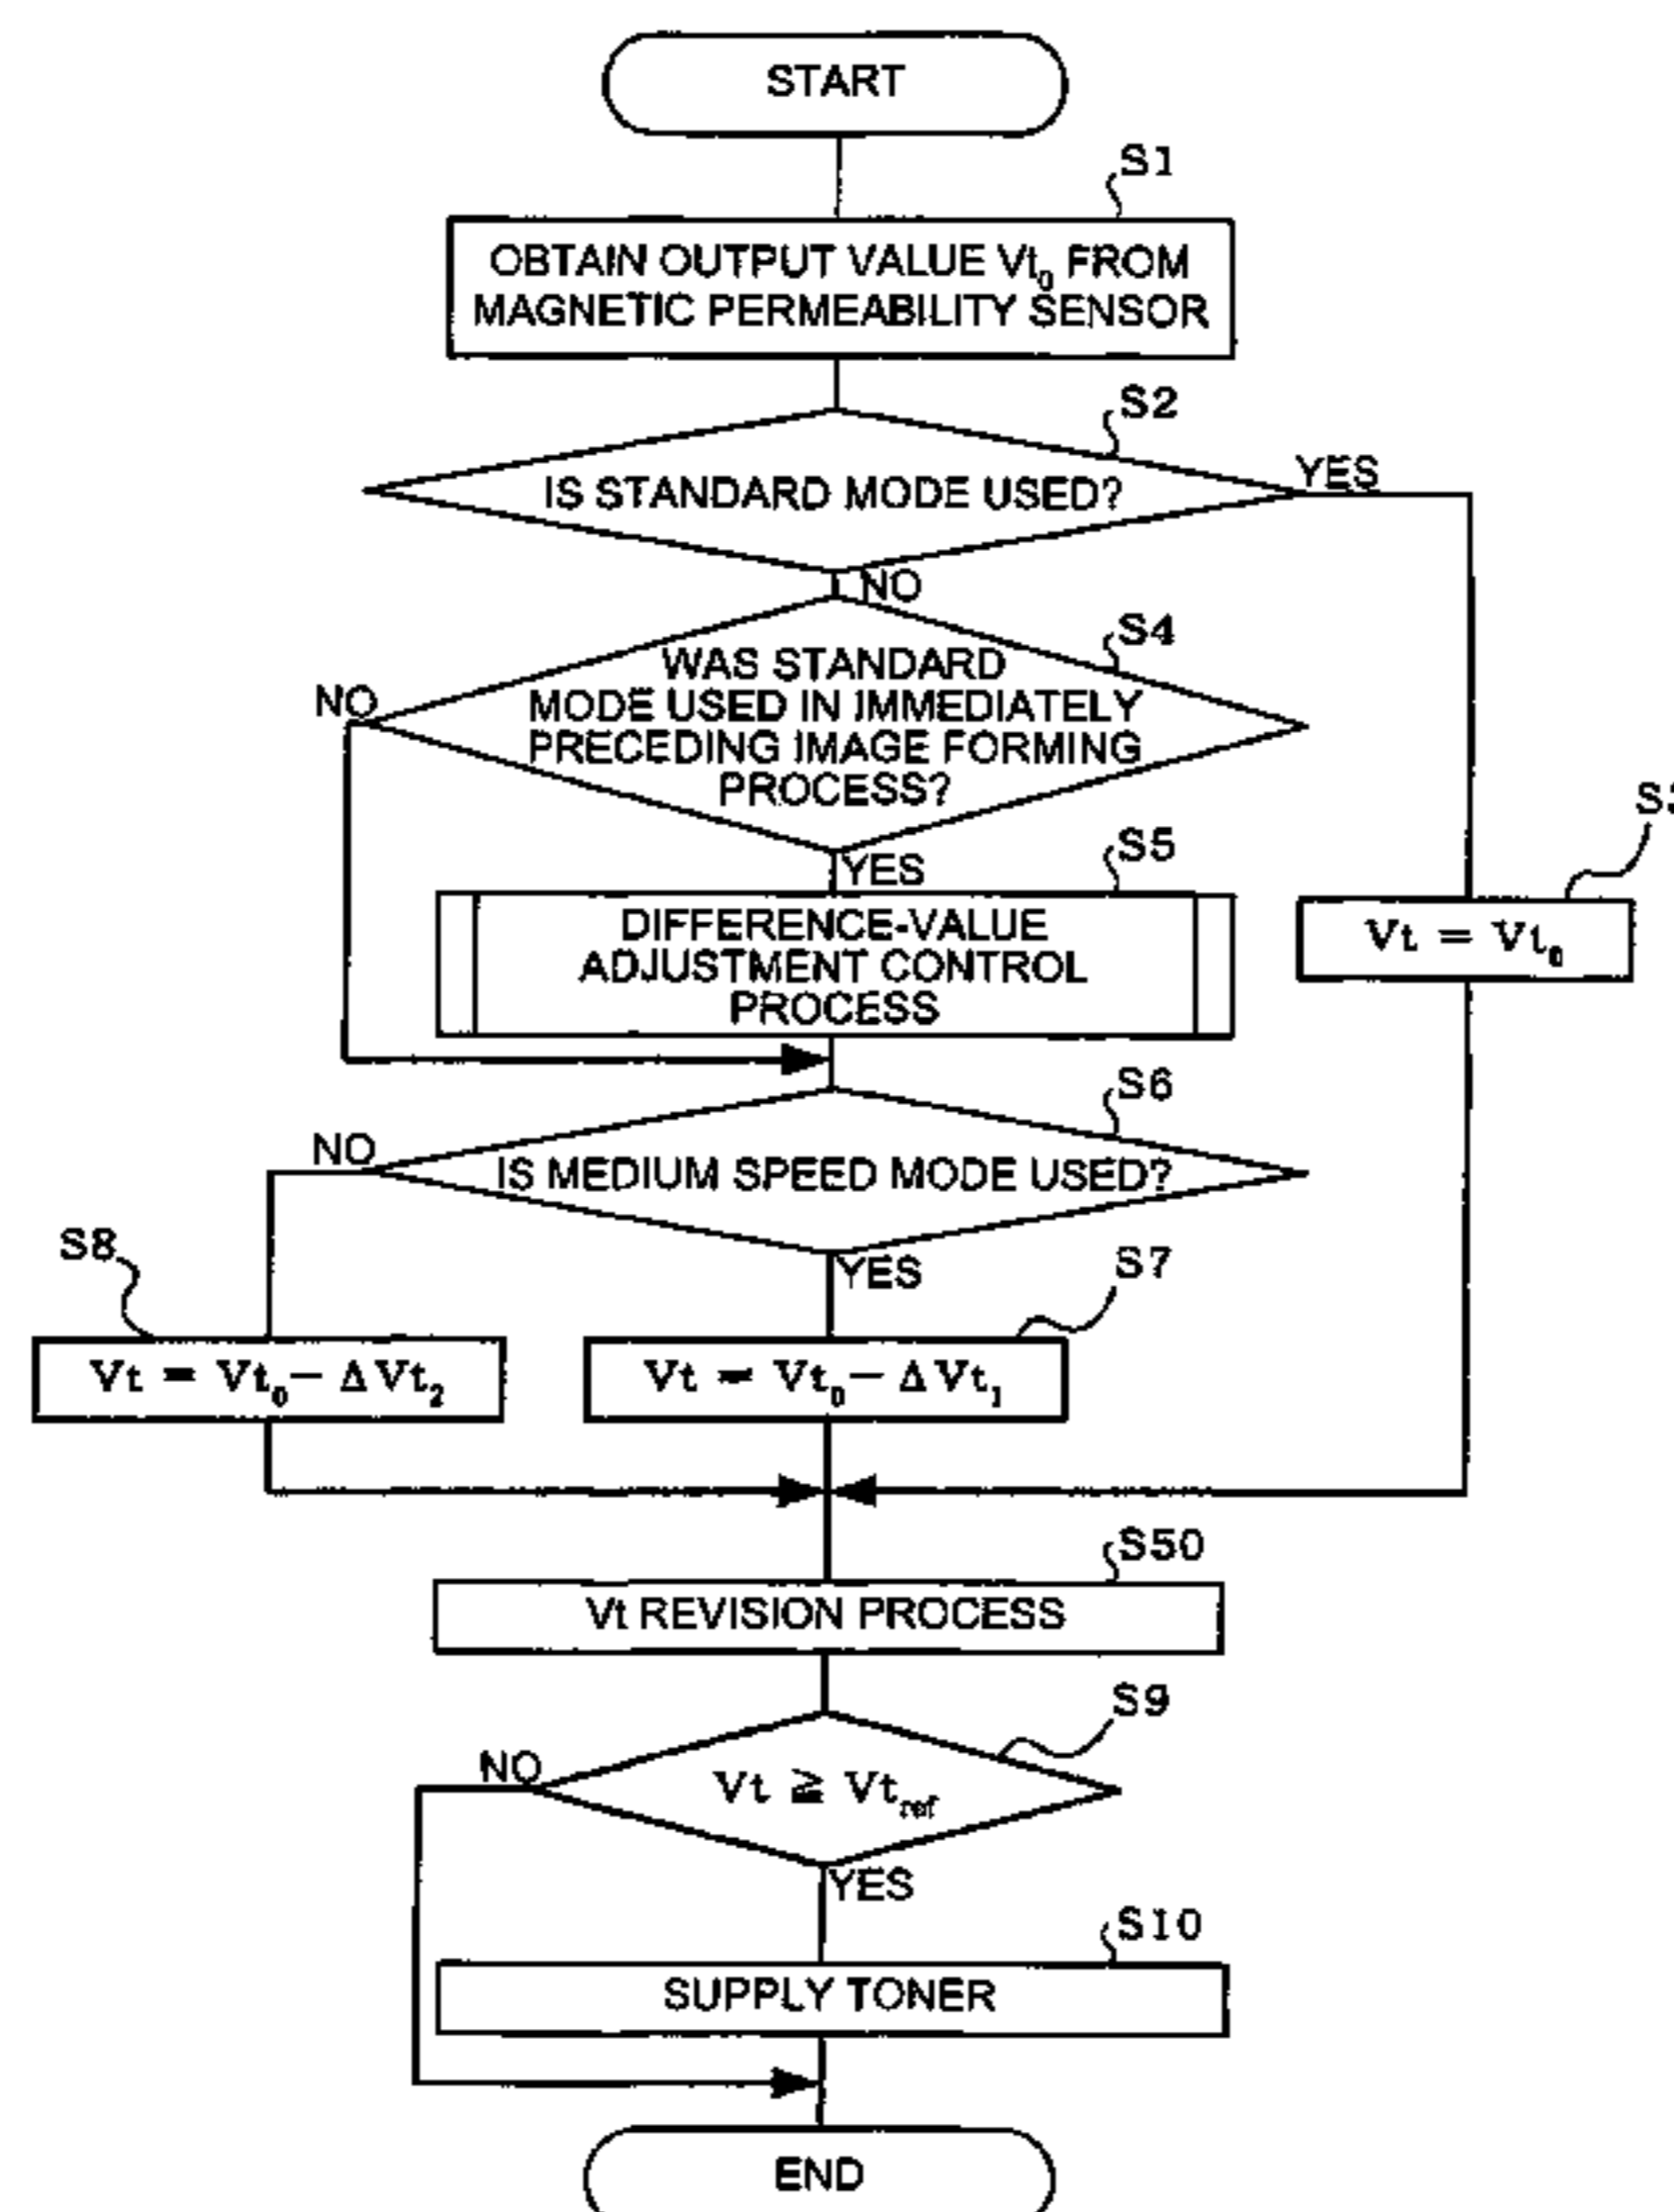 START
S1
OBTAIN OUTPUT VALUE Vt₀ FROM
MAGNETIC PERMEABILITY SENSOR
S2
IS STANDARD MODE USED?
YES
NO
S4
WAS STANDARD
MODE USED IN IMMEDIATELY
PRECEDING IMAGE FORMING
PROCESS?
NO
YES
S3
Vt = Vt₀
S5
DIFFERENCE-VALUE
ADJUSTMENT CONTROL
PROCESS
S6
IS MEDIUM SPEED MODE USED?
NO
YES
S8
Vt = Vt₀ − ΔVt₂
S7
Vt = Vt₀ − ΔVt₁
S50
Vt REVISION PROCESS
S9
Vt ≧ Vt_ref
NO
YES
S10
SUPPLY TONER
END